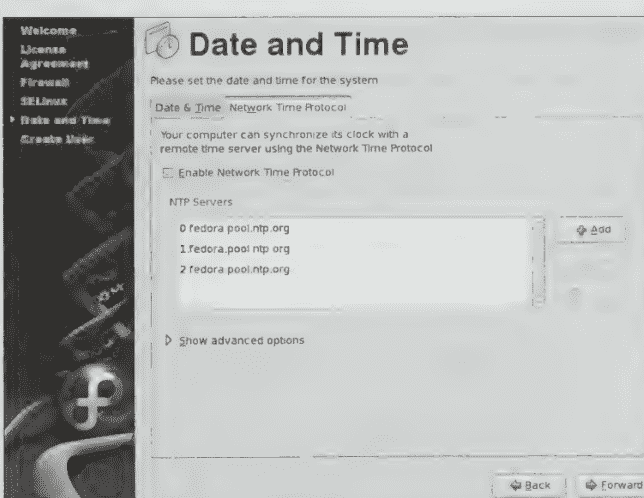 Welcome
License
Agreement
Firewall
SELinux
Date and Time
Create User
Date and Time
Please set the date and time for the system
Date & Time
Network Time Protocol
Your computer can synchronize its clock with a
remote time server using the Network Time Protocol
Enable Network Time Protocol
NTP Servers
0 fedora pool.ntp.org
1.fedora.pool ntp org
2 fedora pool.ntp.org
Add
Show advanced options
Back
Forward